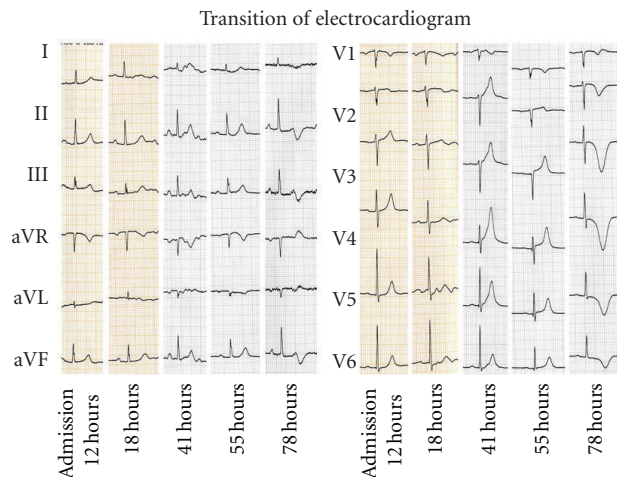 Transition of electrocardiogram
I
II
III
aVR
aVL
aVF
Admission
12 hours
18 hours
41 hours
55 hours
78 hours
V1
V2
V3
V4
V5
V6
Admission
12 hours
18 hours
41 hours
55 hours
78 hours